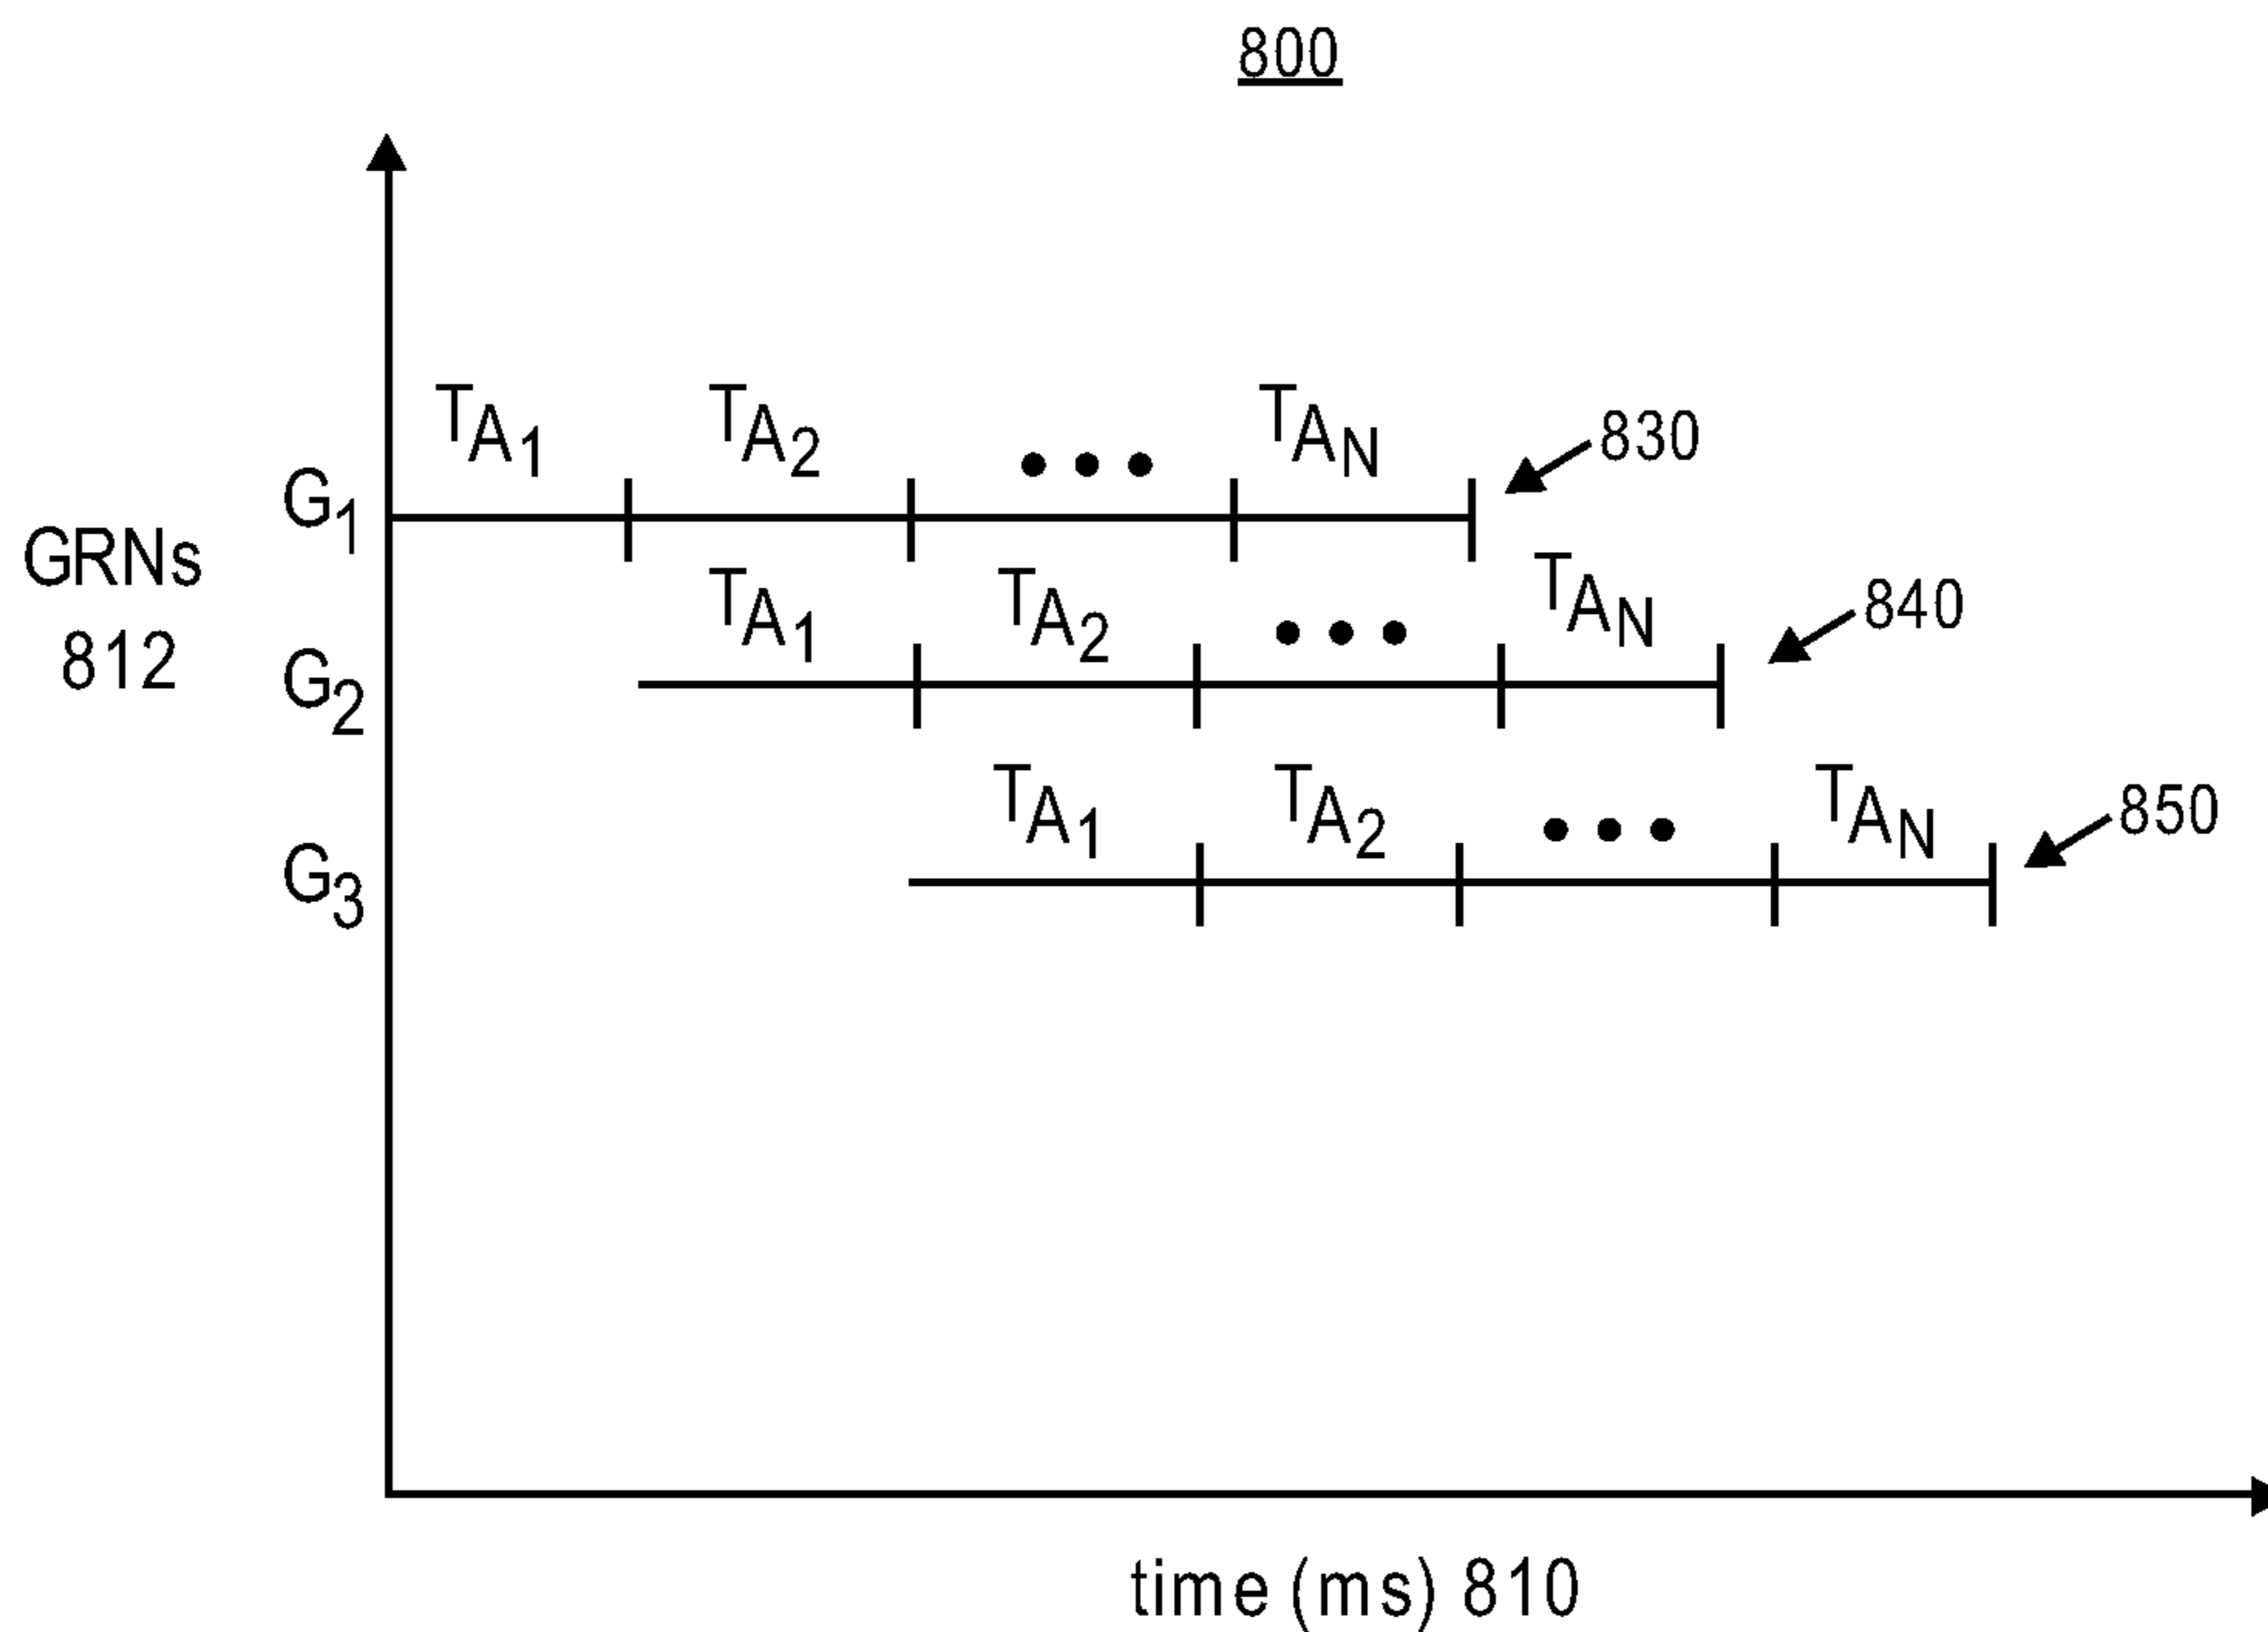 800
TA1 TA2 ••• TAN 830
G1
GRNs
812
TA1 TA2 ••• TAN 840
G2
TA1 TA2 ••• TAN 850
G3
time (ms) 810